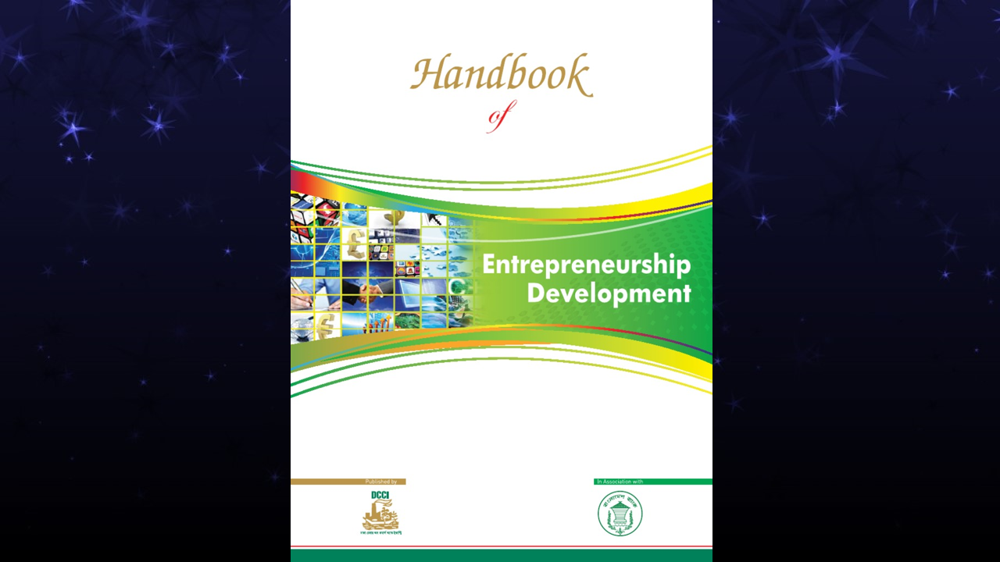 Handbook
of
Entrepreneurship
Development
Published by
In Association with
DCCI
বাংলাদেশ ব্যাংক